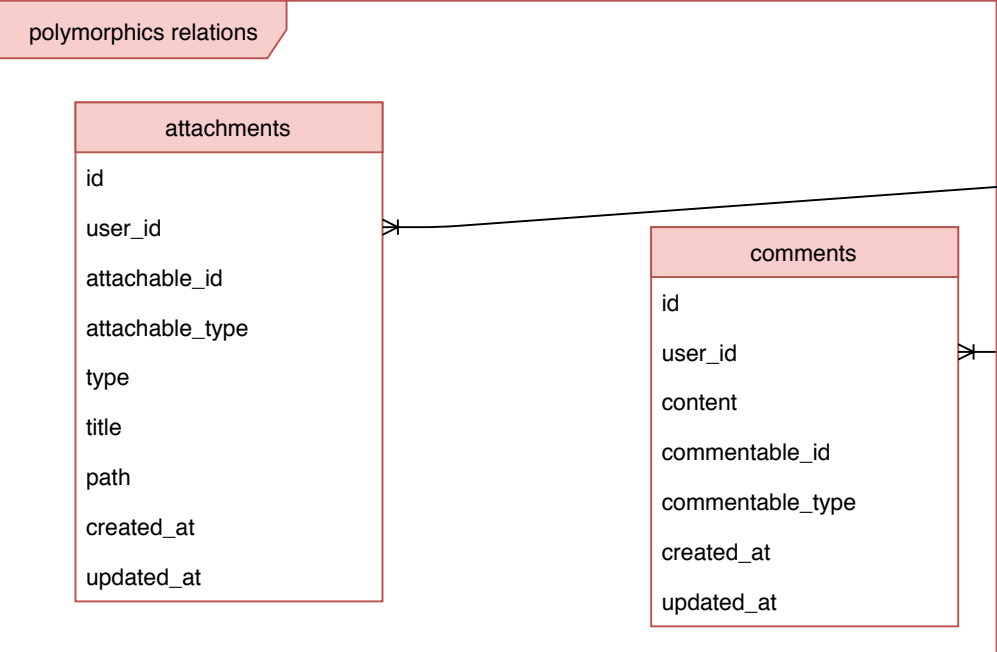 polymorphics relations
attachments
id
user_id
attachable_id
attachable_type
type
title
path
created_at
updated_at
comments
id
user_id
content
commentable_id
commentable_type
created_at
updated_at